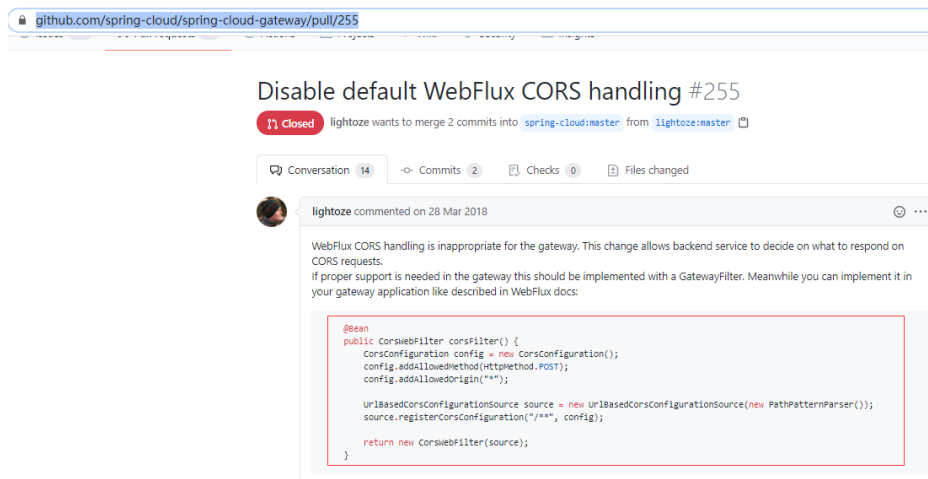 github.com/spring-cloud/spring-cloud-gateway/pull/255
Disable default WebFlux CORS handling #255
Closed lightoze wants to merge 2 commits into spring-cloud:master from lightoze:master
Conversation 14 Commits 2 Checks 0 Files changed
lightoze commented on 28 Mar 2018
WebFlux CORS handling is inappropriate for the gateway. This change allows backend service to decide on what to respond on
CORS requests.
If proper support is needed in the gateway this should be implemented with a GatewayFilter. Meanwhile you can implement it in
your gateway application like described in WebFlux docs:
@Bean
public CorsWebFilter corsFilter() {
    CorsConfiguration config = new CorsConfiguration();
    config.addAllowedMethod(HttpMethod.POST);
    config.addAllowedOrigin("*");
    UrlBasedCorsConfigurationSource source = new UrlBasedCorsConfigurationSource(new PathPatternParser());
    source.registerCorsConfiguration("/**", config);
    return new CorsWebFilter(source);
}